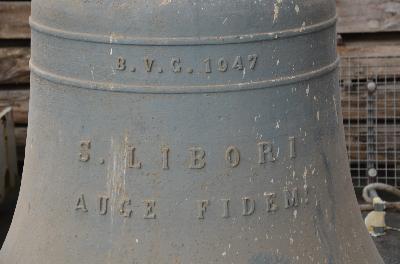 B.V.G. 1947
S. LIBORI
AUGE FIDEM.